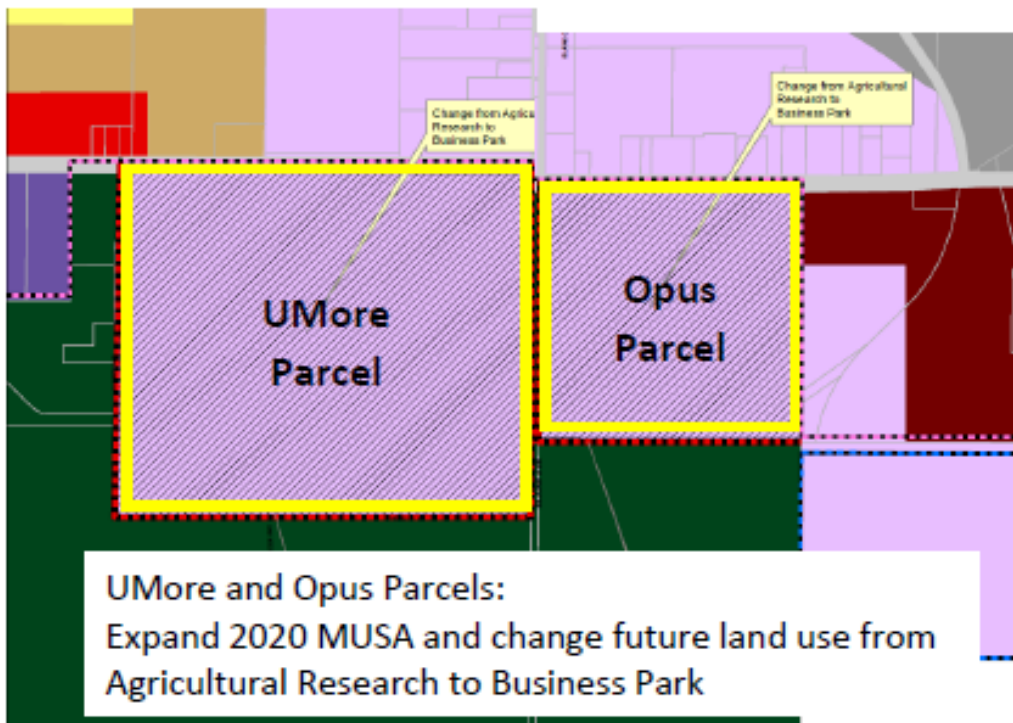 Change from Agricu
Research to
Business Park
Change from Agricultural
Research to
Business Park
UMore
Parcel
Opus
Parcel
UMore and Opus Parcels:
Expand 2020 MUSA and change future land use from
Agricultural Research to Business Park